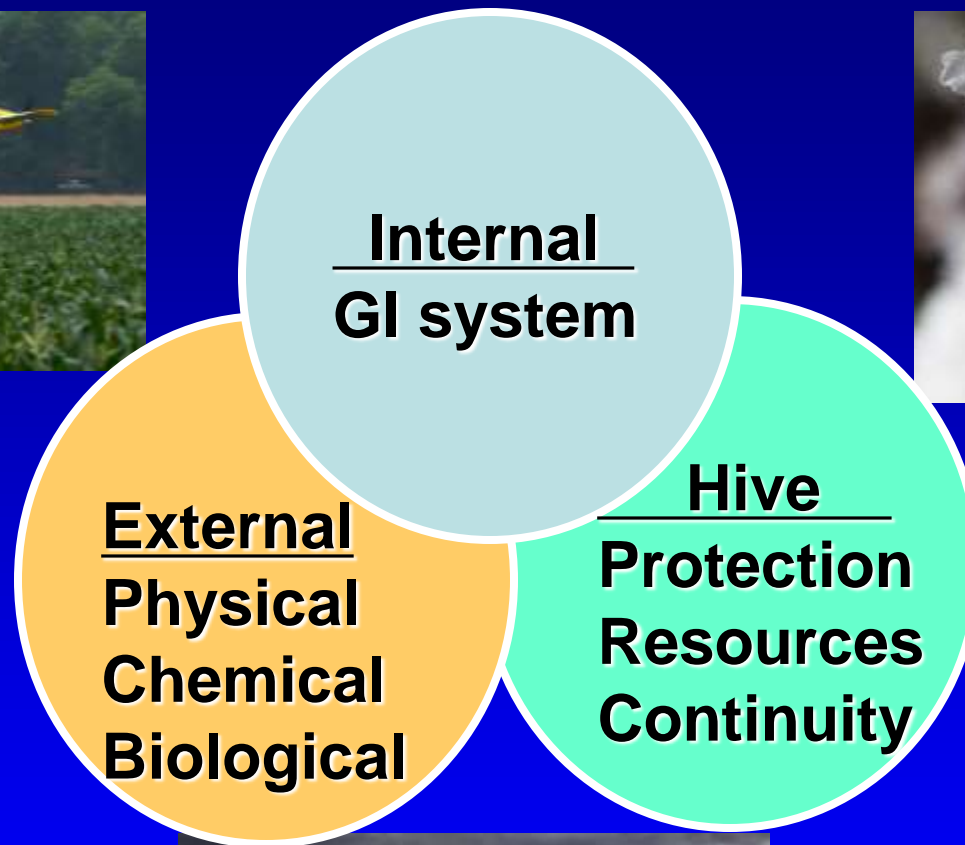 Internal
GI system
External
Physical
Chemical
Biological
Hive
Protection
Resources
Continuity